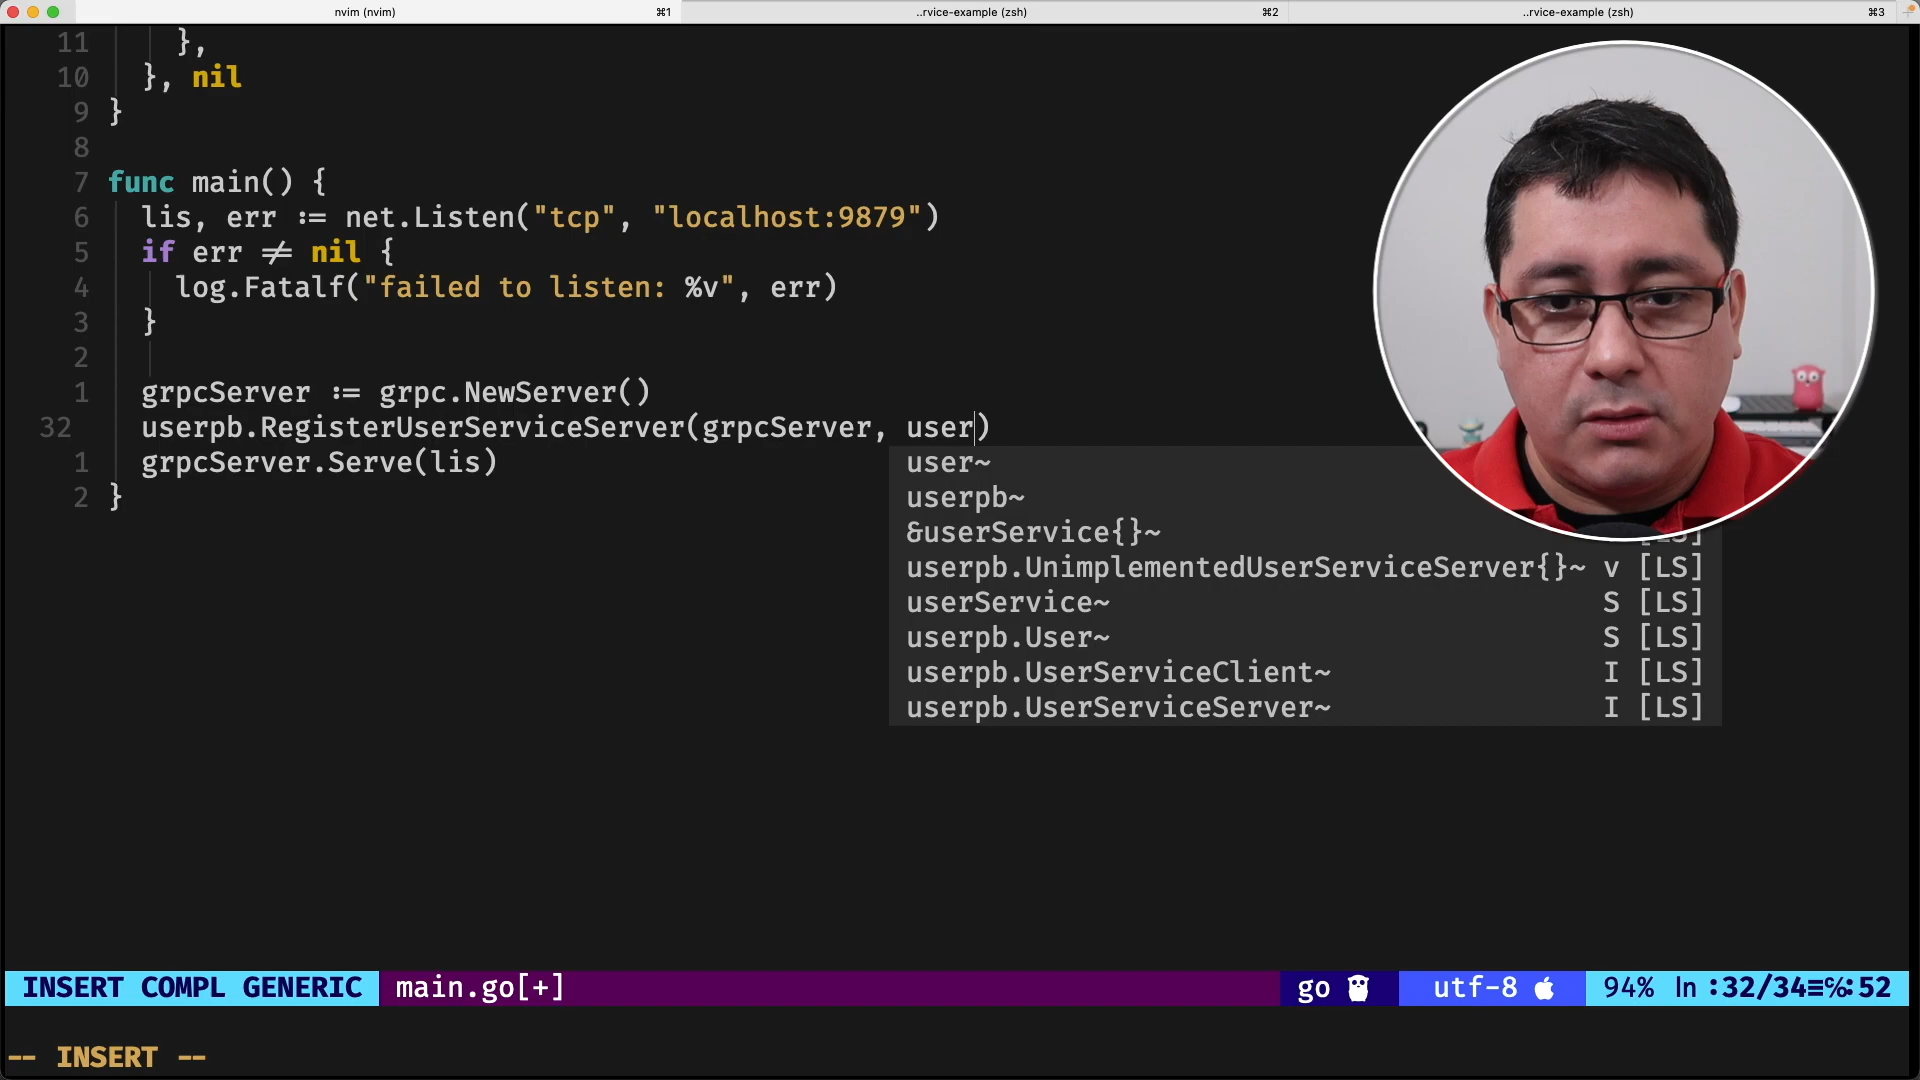 nvim (nvim) ⌘1 ..rvice-example (zsh) ⌘2 ..rvice-example (zsh) ⌘3
11 },
10 }, nil
9 }
8
7 func main() {
6 lis, err := net.Listen("tcp", "localhost:9879")
5 if err ≠ nil {
4 log.Fatalf("failed to listen: %v", err)
3 }
2
1 grpcServer := grpc.NewServer()
32 userpb.RegisterUserServiceServer(grpcServer, user)
1 grpcServer.Serve(lis)
2 }
user~
userpb~
&userService{}~ [LS]
userpb.UnimplementedUserServiceServer{}~ v [LS]
userService~ S [LS]
userpb.User~ S [LS]
userpb.UserServiceClient~ I [LS]
userpb.UserServiceServer~ I [LS]
INSERT COMPL GENERIC main.go[+] go utf-8 94% ln :32/34≡℅:52
-- INSERT --